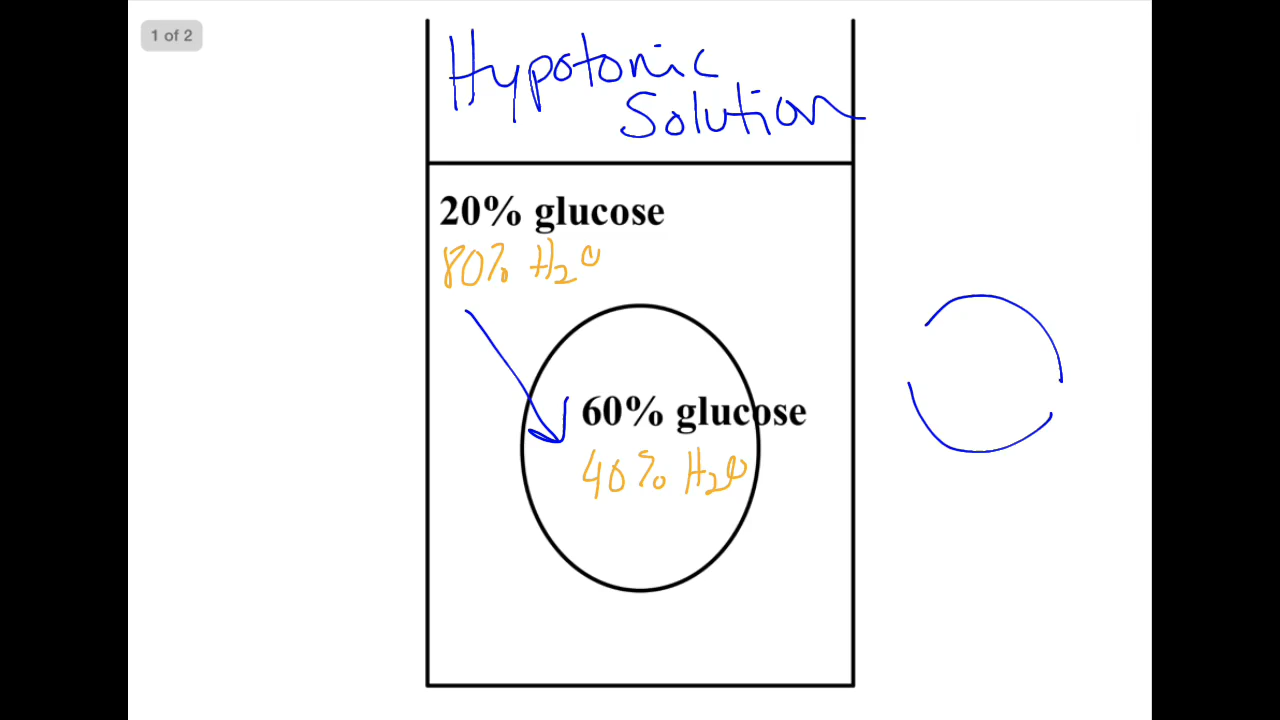 1 of 2
Hypotonic
Solution
20% glucose
80% H₂O
60% glucose
40% H₂O